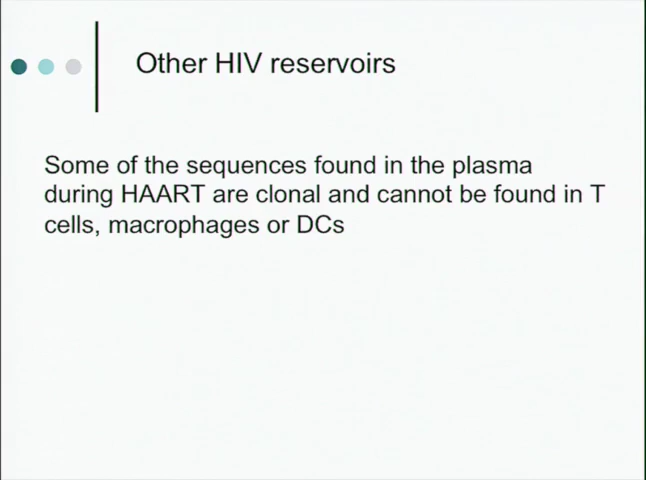 Other HIV reservoirs
Some of the sequences found in the plasma
during HAART are clonal and cannot be found in T
cells, macrophages or DCs